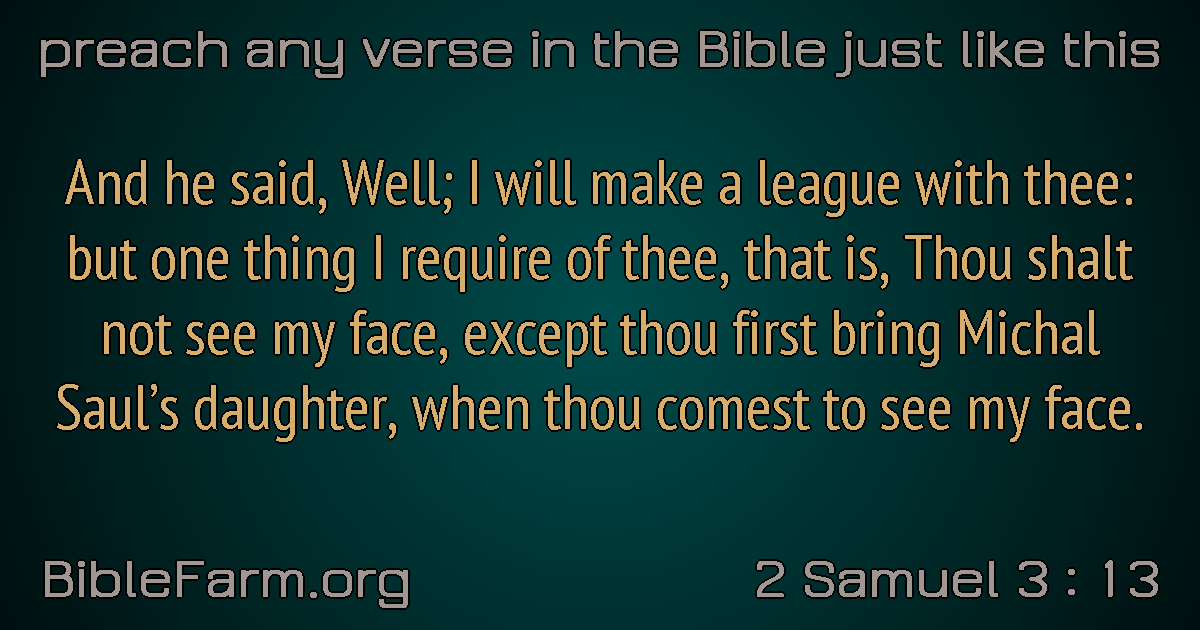 preach any verse in the Bible just like this
And he said, Well; I will make a league with thee:
but one thing I require of thee, that is, Thou shalt
not see my face, except thou first bring Michal
Saul’s daughter, when thou comest to see my face.
BibleFarm.org
2 Samuel 3 : 13